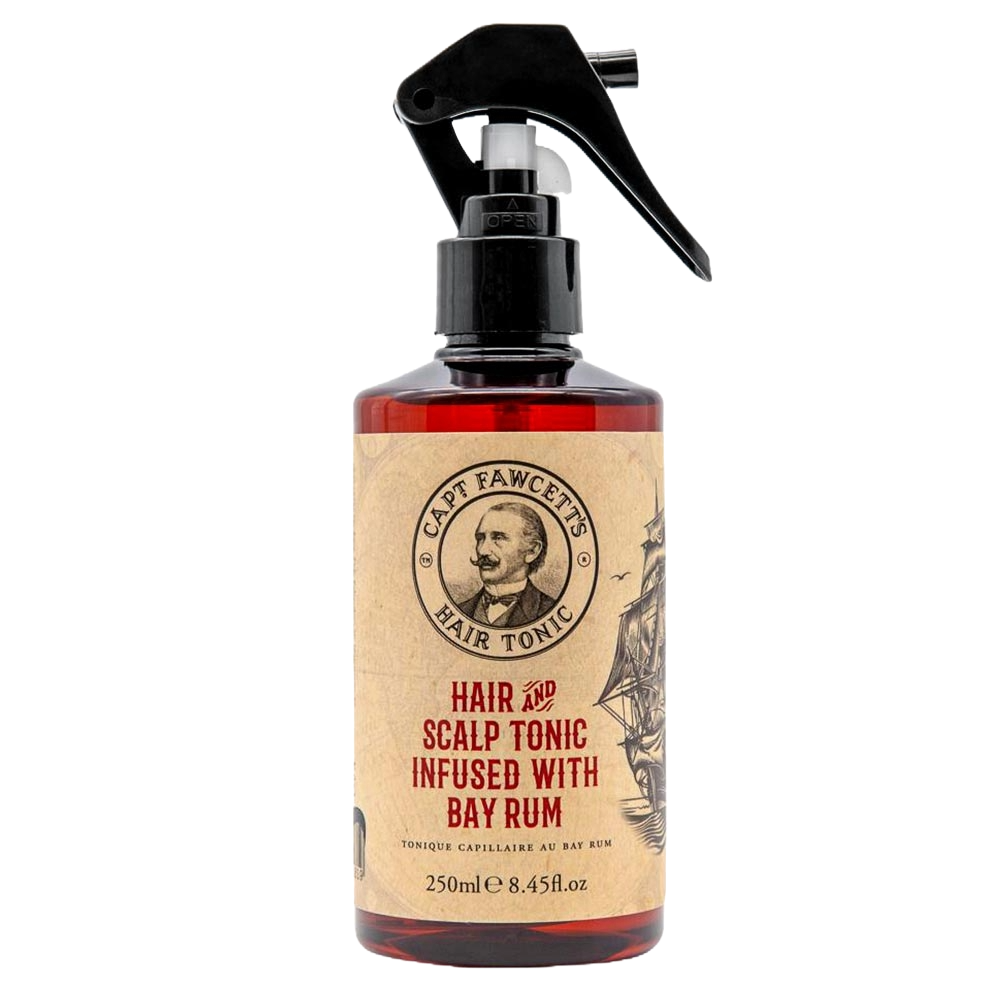 OPEN
CAPT FAWCETT'S
TM
R
HAIR TONIC
HAIR AND
SCALP TONIC
INFUSED WITH
BAY RUM
TONIQUE CAPILLAIRE AU BAY RUM
250ml ℮ 8.45fl.oz